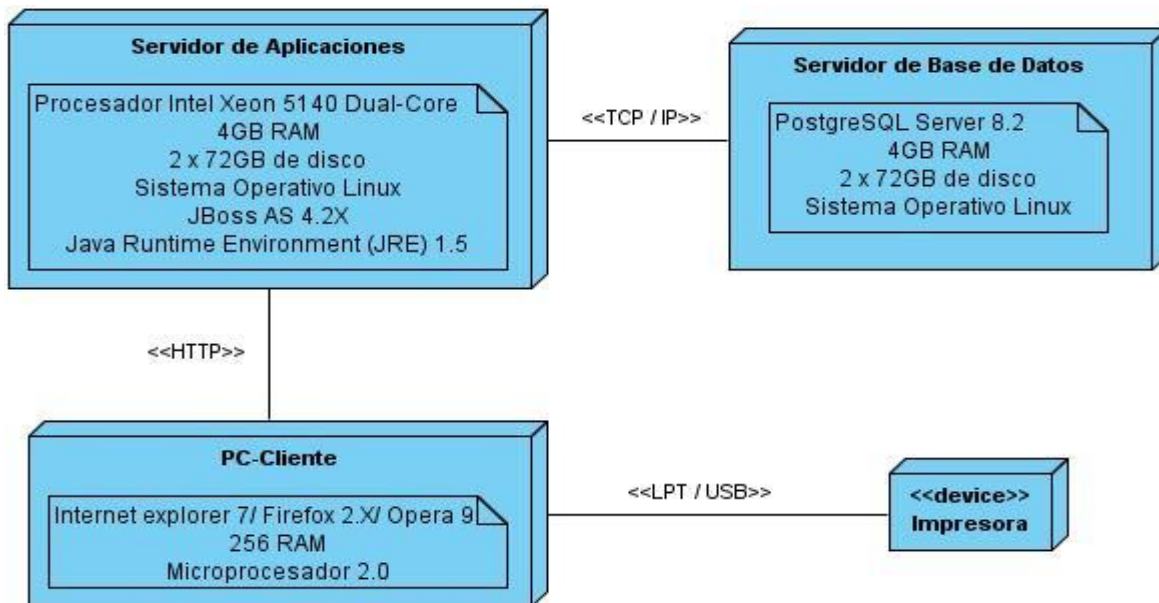 Servidor de Aplicaciones
Procesador Intel Xeon 5140 Dual-Core
4GB RAM
2 x 72GB de disco
Sistema Operativo Linux
JBoss AS 4.2X
Java Runtime Environment (JRE) 1.5
<<TCP / IP>>
Servidor de Base de Datos
PostgreSQL Server 8.2
4GB RAM
2 x 72GB de disco
Sistema Operativo Linux
<<HTTP>>
PC-Cliente
Internet explorer 7/ Firefox 2.X/ Opera 9
256 RAM
Microprocesador 2.0
<<LPT / USB>>
<<device>>
Impresora